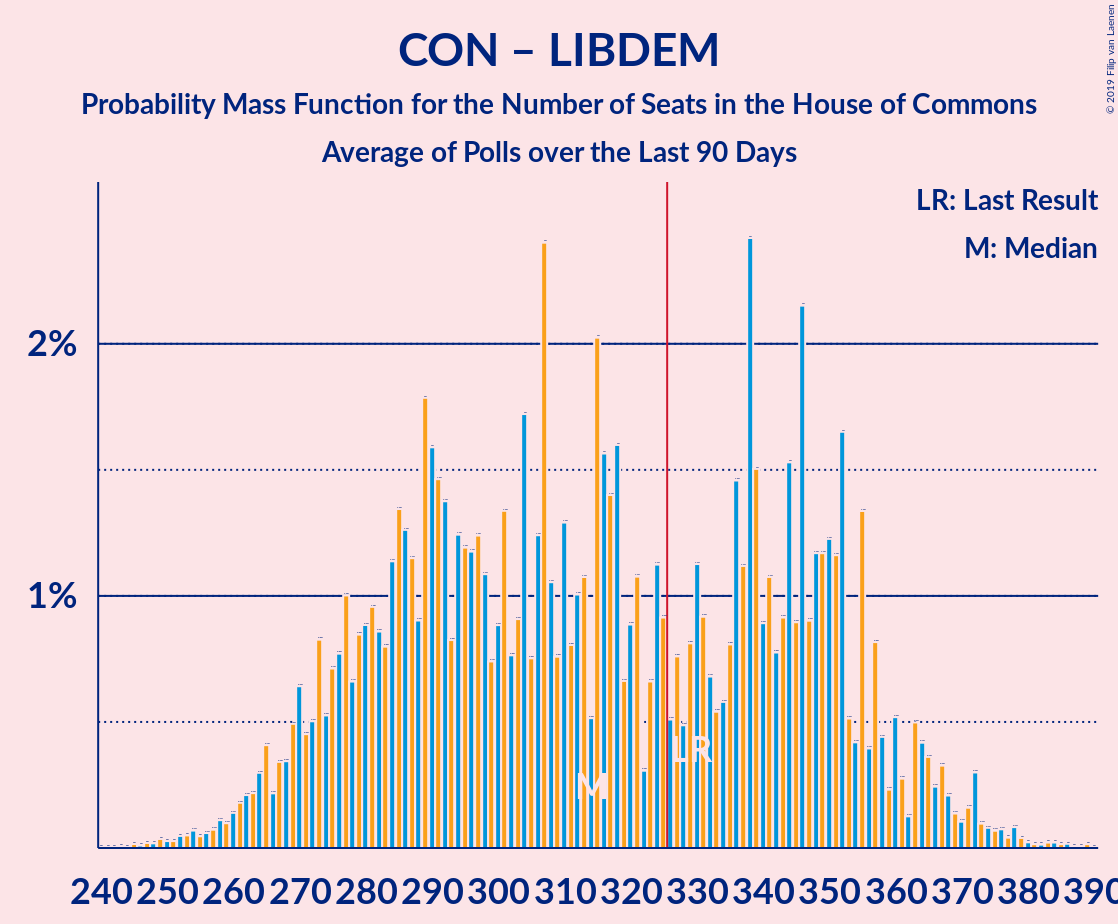 CON – LIBDEM
Probability Mass Function for the Number of Seats in the House of Commons
Average of Polls over the Last 90 Days
© 2019 Filip van Laenen
LR: Last Result
M: Median
2%
1%
LR
M
240 250 260 270 280 290 300 310 320 330 340 350 360 370 380 390